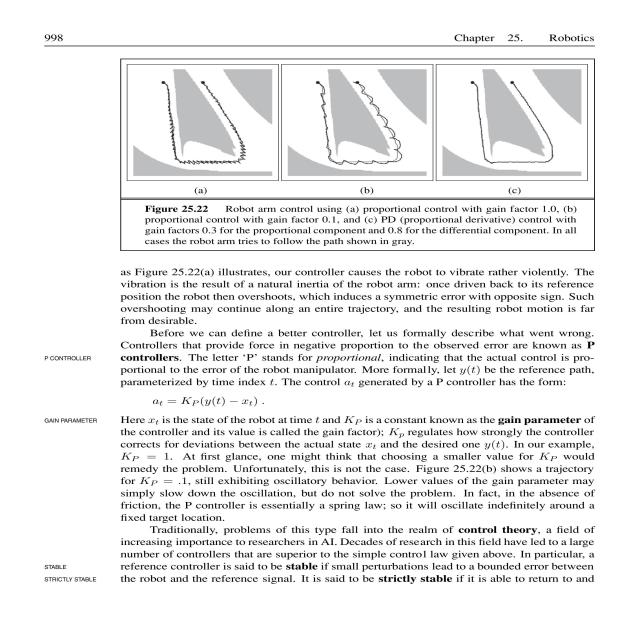 998 Chapter 25. Robotics
(a) (b) (c)
Figure 25.22 Robot arm control using (a) proportional control with gain factor 1.0, (b)
proportional control with gain factor 0.1, and (c) PD (proportional derivative) control with
gain factors 0.3 for the proportional component and 0.8 for the differential component. In all
cases the robot arm tries to follow the path shown in gray.
as Figure 25.22(a) illustrates, our controller causes the robot to vibrate rather violently. The
vibration is the result of a natural inertia of the robot arm: once driven back to its reference
position the robot then overshoots, which induces a symmetric error with opposite sign. Such
overshooting may continue along an entire trajectory, and the resulting robot motion is far
from desirable.
Before we can define a better controller, let us formally describe what went wrong.
Controllers that provide force in negative proportion to the observed error are known as P
P CONTROLLER controllers. The letter 'P' stands for proportional, indicating that the actual control is pro-
portional to the error of the robot manipulator. More formally, let y(t) be the reference path,
parameterized by time index t. The control a_t generated by a P controller has the form:
a_t = K_P(y(t) − x_t) .
GAIN PARAMETER Here x_t is the state of the robot at time t and K_P is a constant known as the gain parameter of
the controller and its value is called the gain factor); K_p regulates how strongly the controller
corrects for deviations between the actual state x_t and the desired one y(t). In our example,
K_P = 1. At first glance, one might think that choosing a smaller value for K_P would
remedy the problem. Unfortunately, this is not the case. Figure 25.22(b) shows a trajectory
for K_P = .1, still exhibiting oscillatory behavior. Lower values of the gain parameter may
simply slow down the oscillation, but do not solve the problem. In fact, in the absence of
friction, the P controller is essentially a spring law; so it will oscillate indefinitely around a
fixed target location.
Traditionally, problems of this type fall into the realm of control theory, a field of
increasing importance to researchers in AI. Decades of research in this field have led to a large
number of controllers that are superior to the simple control law given above. In particular, a
STABLE reference controller is said to be stable if small perturbations lead to a bounded error between
STRICTLY STABLE the robot and the reference signal. It is said to be strictly stable if it is able to return to and